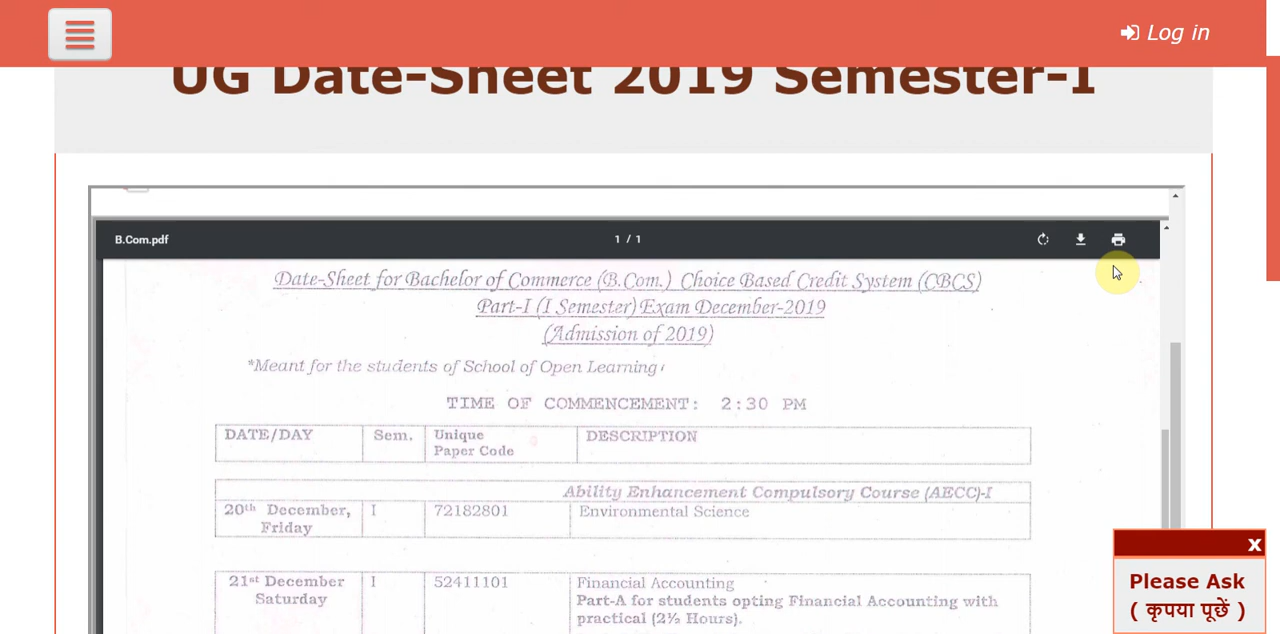 Log in
UG Date-Sheet 2019 Semester-I
B.Com.pdf
1 / 1
Date-Sheet for Bachelor of Commerce (B.Com.) Choice Based Credit System (CBCS)
Part-I (I Semester) Exam December-2019
(Admission of 2019)
*Meant for the students of School of Open Learning
TIME OF COMMENCEMENT: 2:30 PM
DATE/DAY Sem. Unique Paper Code DESCRIPTION
Ability Enhancement Compulsory Course (AECC)-I
20th December, Friday I 72182801 Environmental Science
21st December Saturday I 52411101 Financial Accounting
Part-A for students opting Financial Accounting with
practical (2½ Hours).
x
Please Ask
( कृपया पूछें )